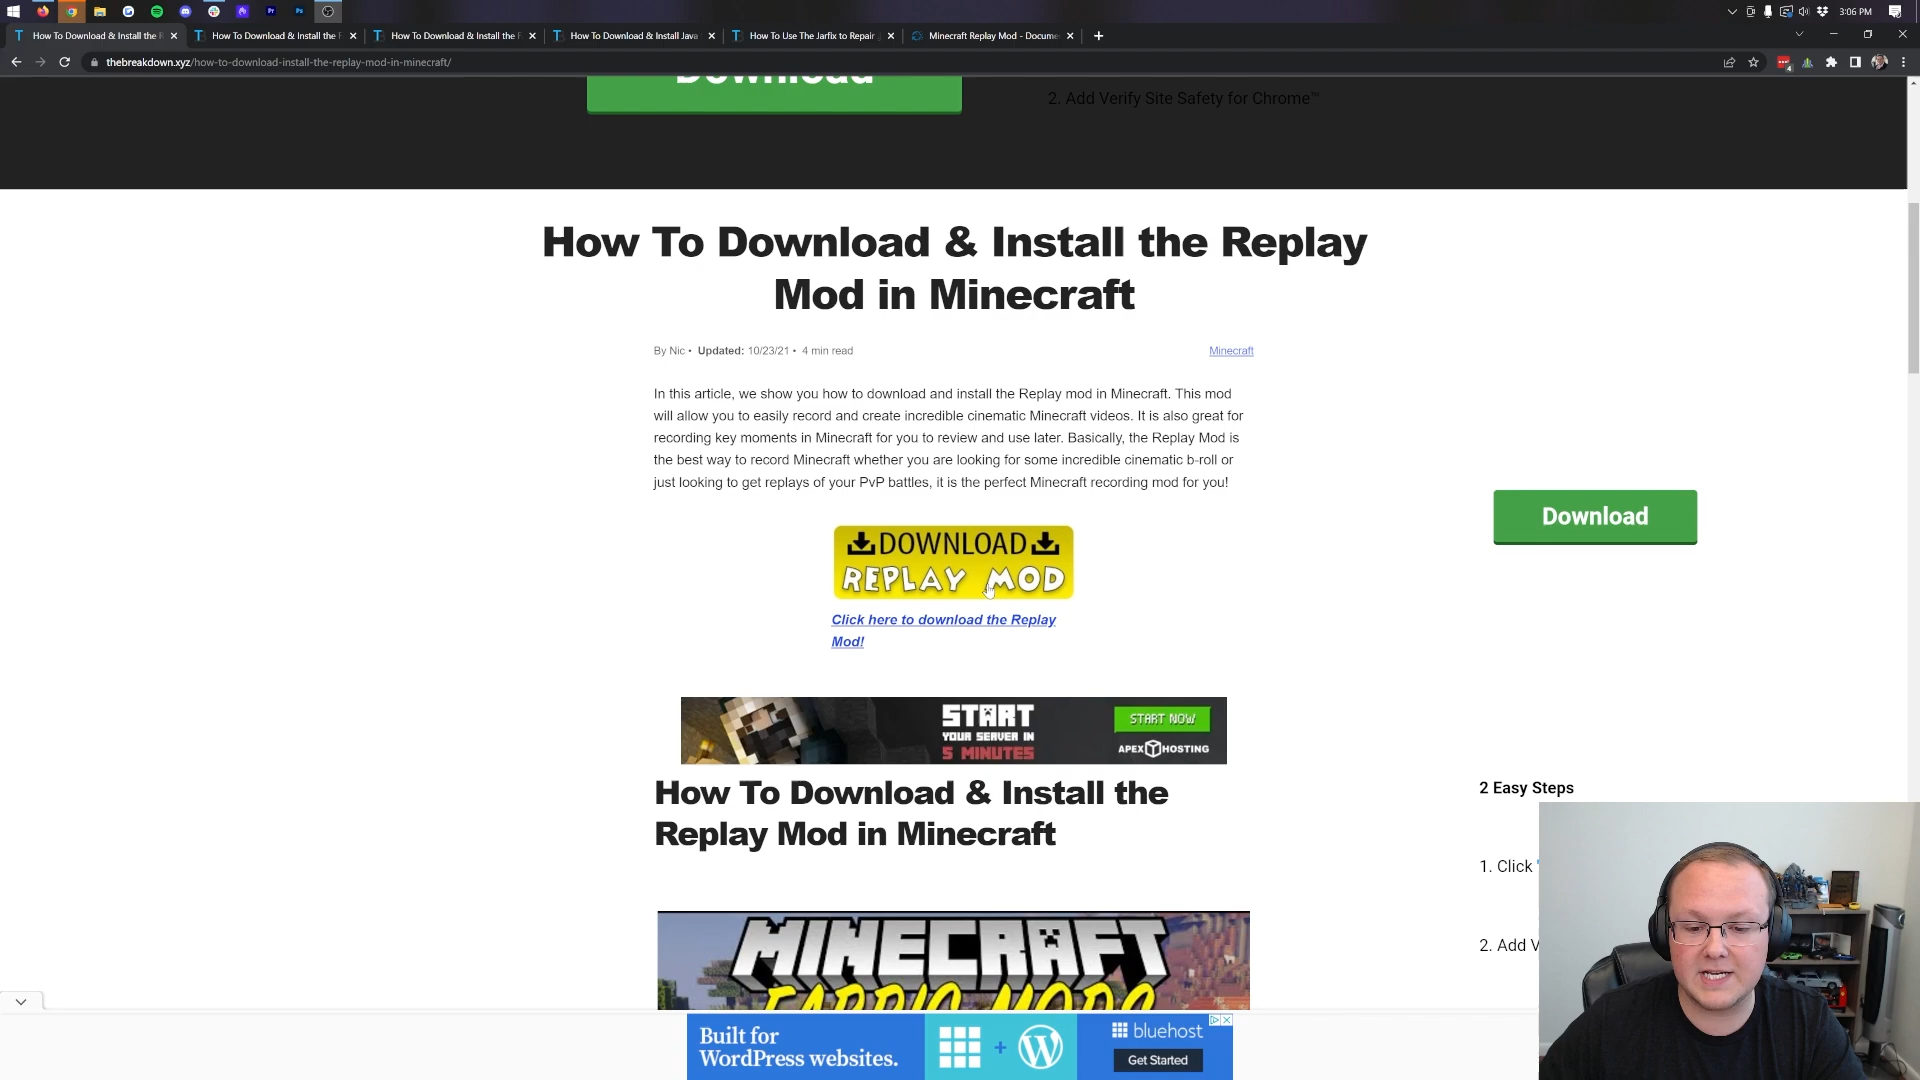 3:06 PM
How To Download & Install the R
How To Download & Install the F
How To Download & Install the F
How To Download & Install Java
How To Use The Jarfix to Repair
Minecraft Replay Mod - Docume
thebreakdown.xyz/how-to-download-install-the-replay-mod-in-minecraft/
Download
2. Add Verify Site Safety for Chrome™
How To Download & Install the Replay
Mod in Minecraft
By Nic • Updated: 10/23/21 • 4 min read
Minecraft
In this article, we show you how to download and install the Replay mod in Minecraft. This mod
will allow you to easily record and create incredible cinematic Minecraft videos. It is also great for
recording key moments in Minecraft for you to review and use later. Basically, the Replay Mod is
the best way to record Minecraft whether you are looking for some incredible cinematic b-roll or
just looking to get replays of your PvP battles, it is the perfect Minecraft recording mod for you!
DOWNLOAD
REPLAY MOD
Click here to download the Replay
Mod!
Download
START
YOUR SERVER IN
5 MINUTES
START NOW
APEX HOSTING
How To Download & Install the
Replay Mod in Minecraft
2 Easy Steps
1. Click
2. Add V
MINECRAFT
FABRIC MODS
Built for
WordPress websites.
+
bluehost
Get Started